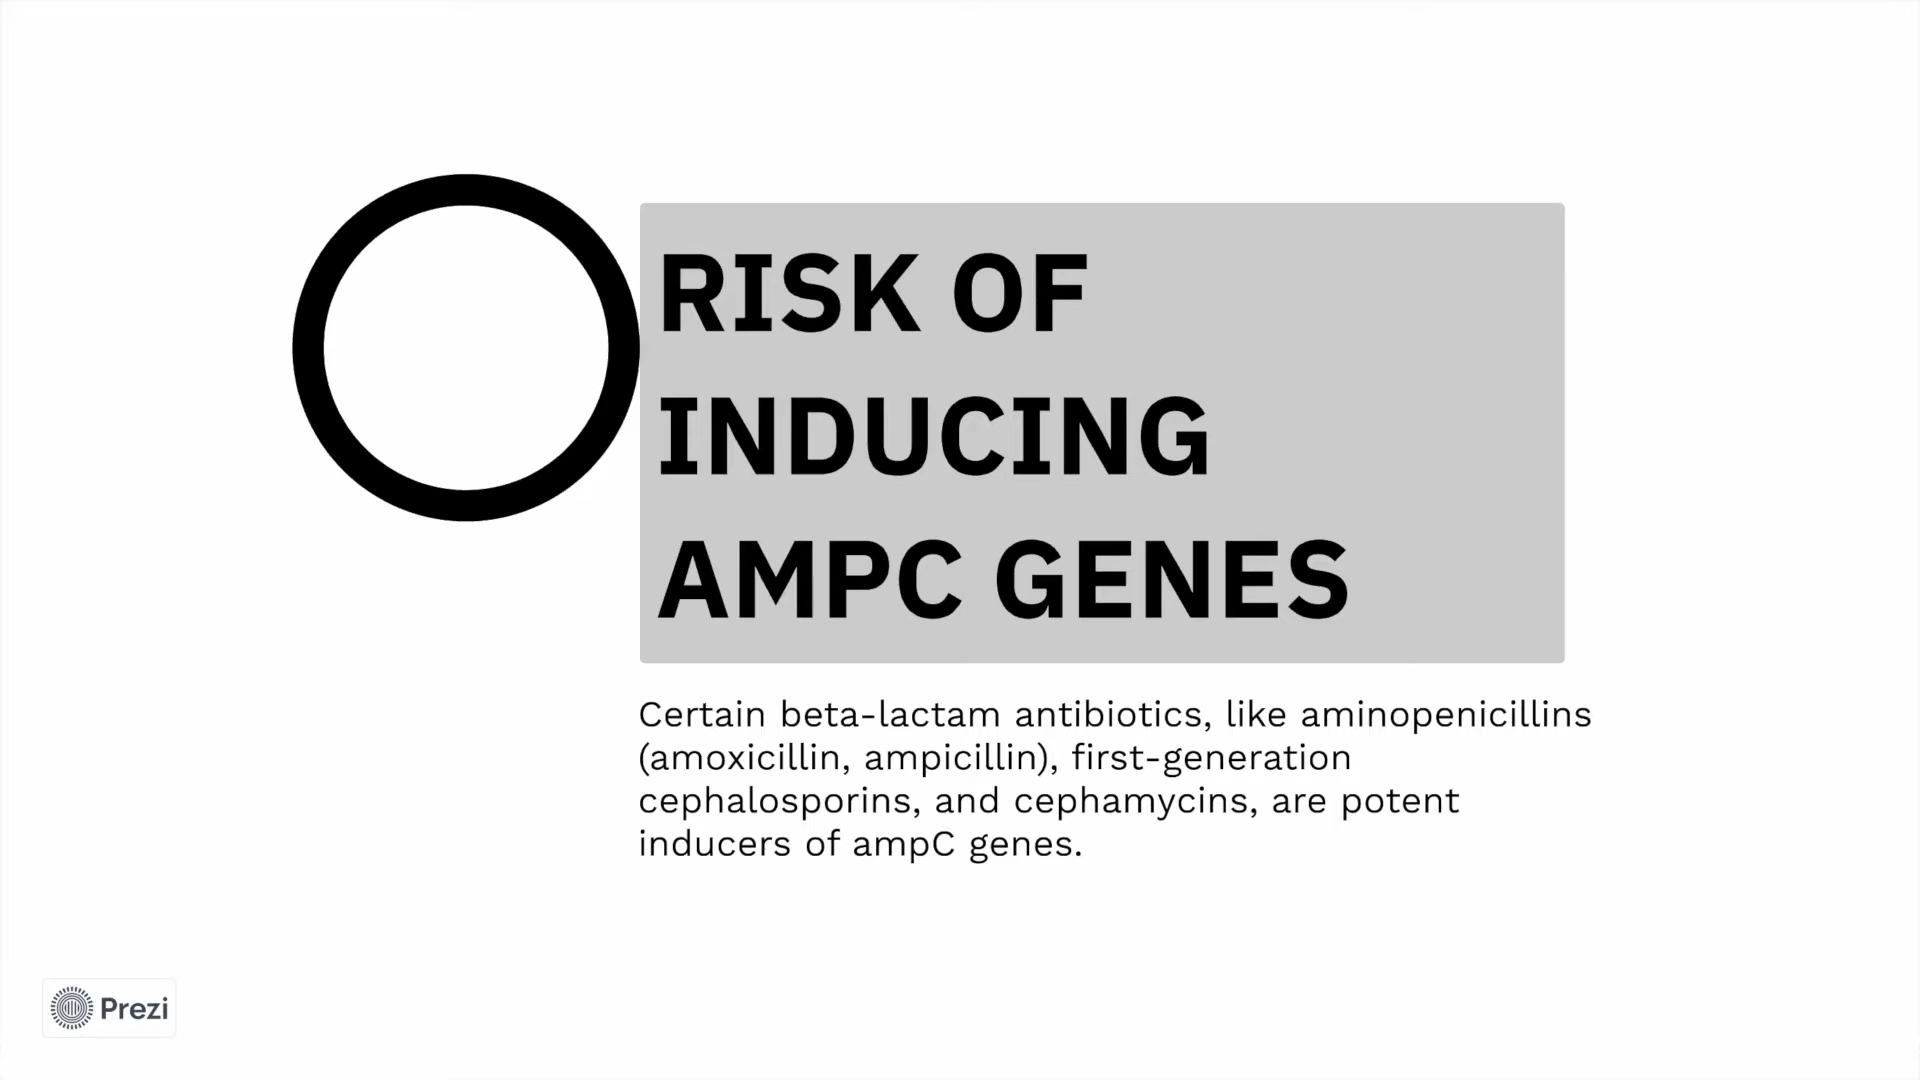 RISK OF
INDUCING
AMPC GENES
Certain beta-lactam antibiotics, like aminopenicillins
(amoxicillin, ampicillin), first-generation
cephalosporins, and cephamycins, are potent
inducers of ampC genes.
Prezi